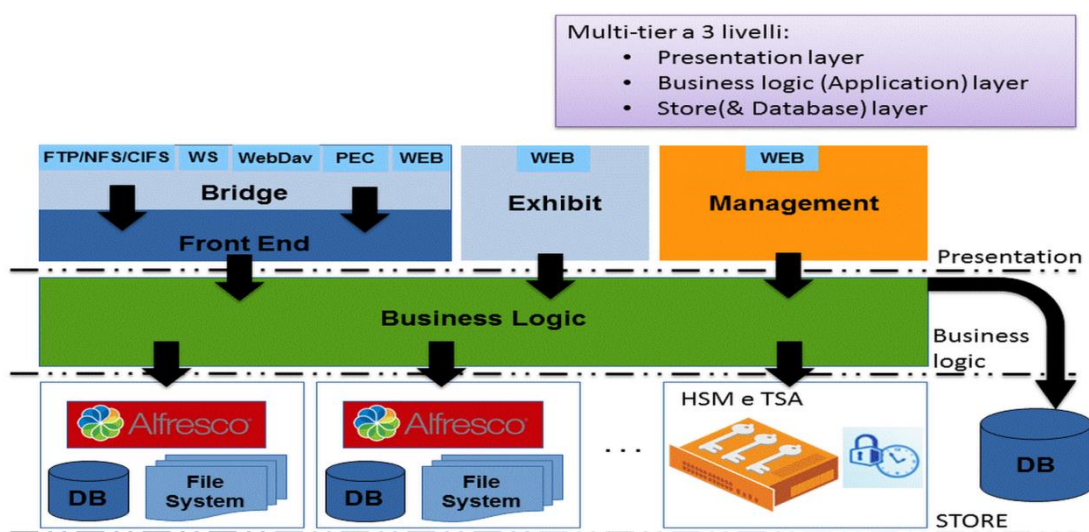 Multi-tier a 3 livelli:
• Presentation layer
• Business logic (Application) layer
• Store(& Database) layer
FTP/NFS/CIFS WS WebDav PEC WEB
Bridge
Front End
WEB
Exhibit
WEB
Management
Presentation
Business Logic
Business
logic
Alfresco
DB
File
System
Alfresco
DB
File
System
...
HSM e TSA
DB
STORE